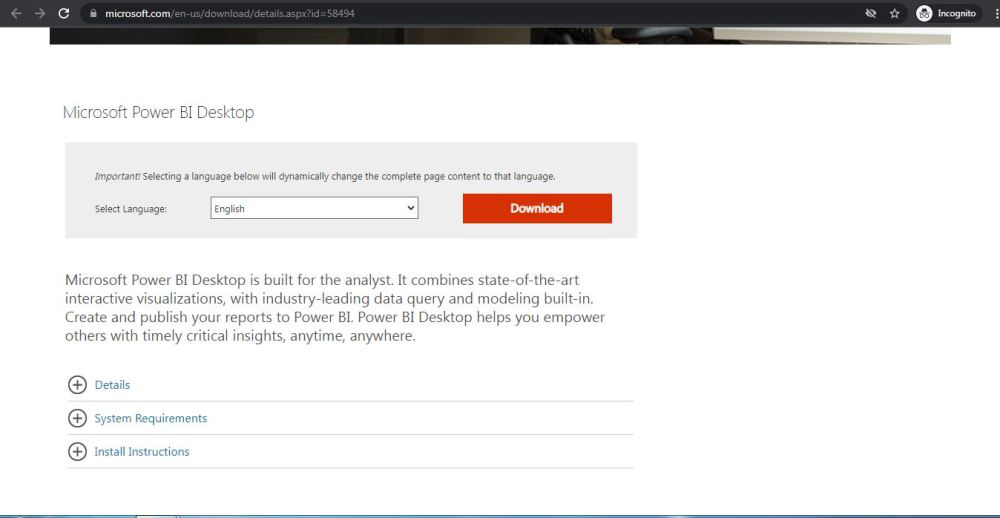 microsoft.com/en-us/download/details.aspx?id=58494
Incognito
Microsoft Power BI Desktop
Important! Selecting a language below will dynamically change the complete page content to that language.
Select Language:
English
Download
Microsoft Power BI Desktop is built for the analyst. It combines state-of-the-art
interactive visualizations, with industry-leading data query and modeling built-in.
Create and publish your reports to Power BI. Power BI Desktop helps you empower
others with timely critical insights, anytime, anywhere.
Details
System Requirements
Install Instructions